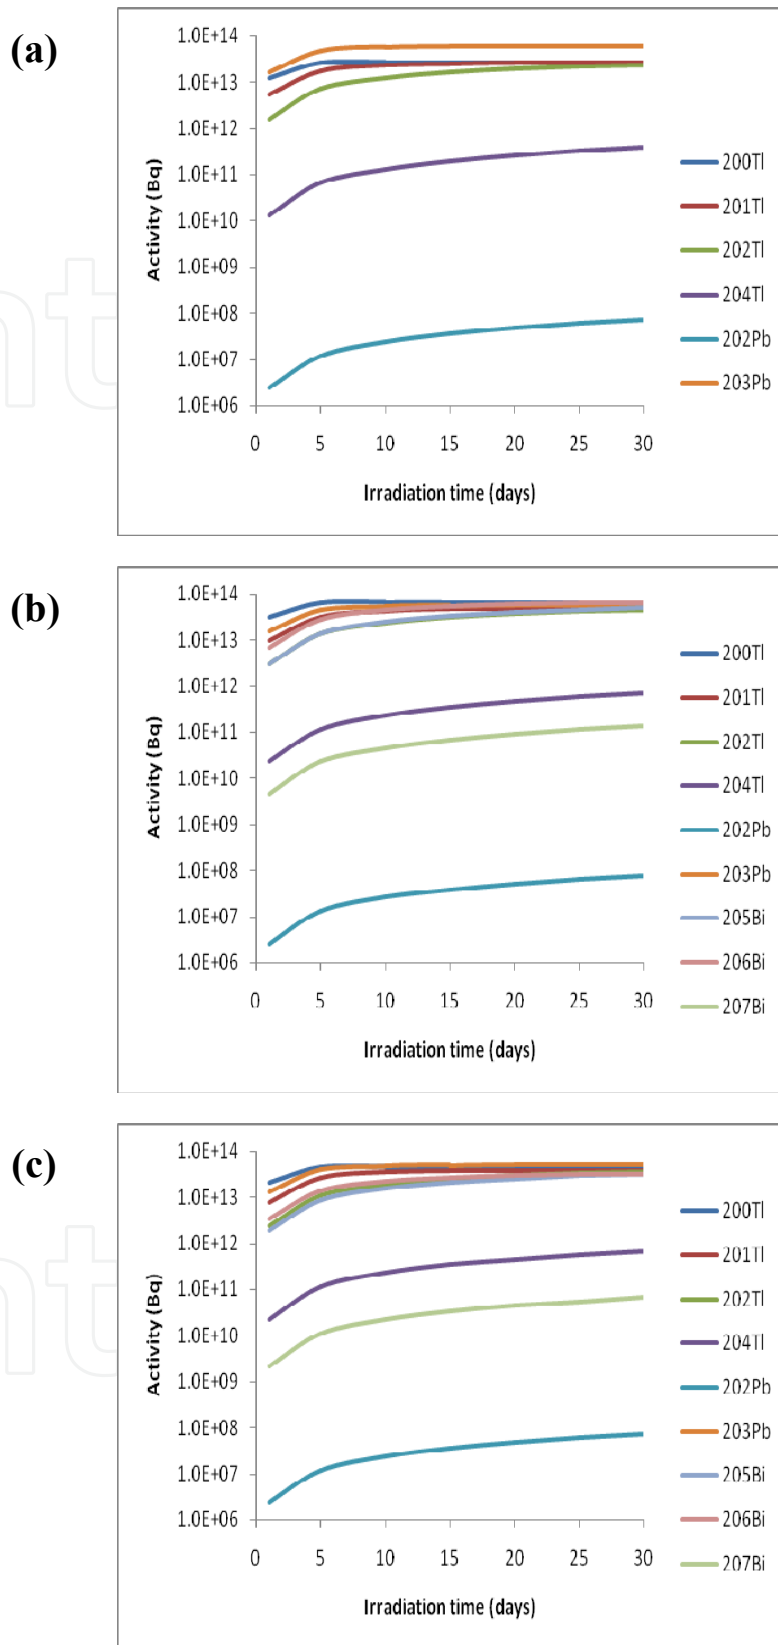 (a)
1.0E+14
1.0E+13
1.0E+12
1.0E+11
1.0E+10
1.0E+09
1.0E+08
1.0E+07
1.0E+06
Activity (Bq)
0 5 10 15 20 25 30
Irradiation time (days)
200Tl
201Tl
202Tl
204Tl
202Pb
203Pb
(b)
1.0E+14
1.0E+13
1.0E+12
1.0E+11
1.0E+10
1.0E+09
1.0E+08
1.0E+07
1.0E+06
Activity (Bq)
0 5 10 15 20 25 30
Irradiation time (days)
200Tl
201Tl
202Tl
204Tl
202Pb
203Pb
205Bi
206Bi
207Bi
(c)
1.0E+14
1.0E+13
1.0E+12
1.0E+11
1.0E+10
1.0E+09
1.0E+08
1.0E+07
1.0E+06
Activity (Bq)
0 5 10 15 20 25 30
Irradiation time (days)
200Tl
201Tl
202Tl
204Tl
202Pb
203Pb
205Bi
206Bi
207Bi